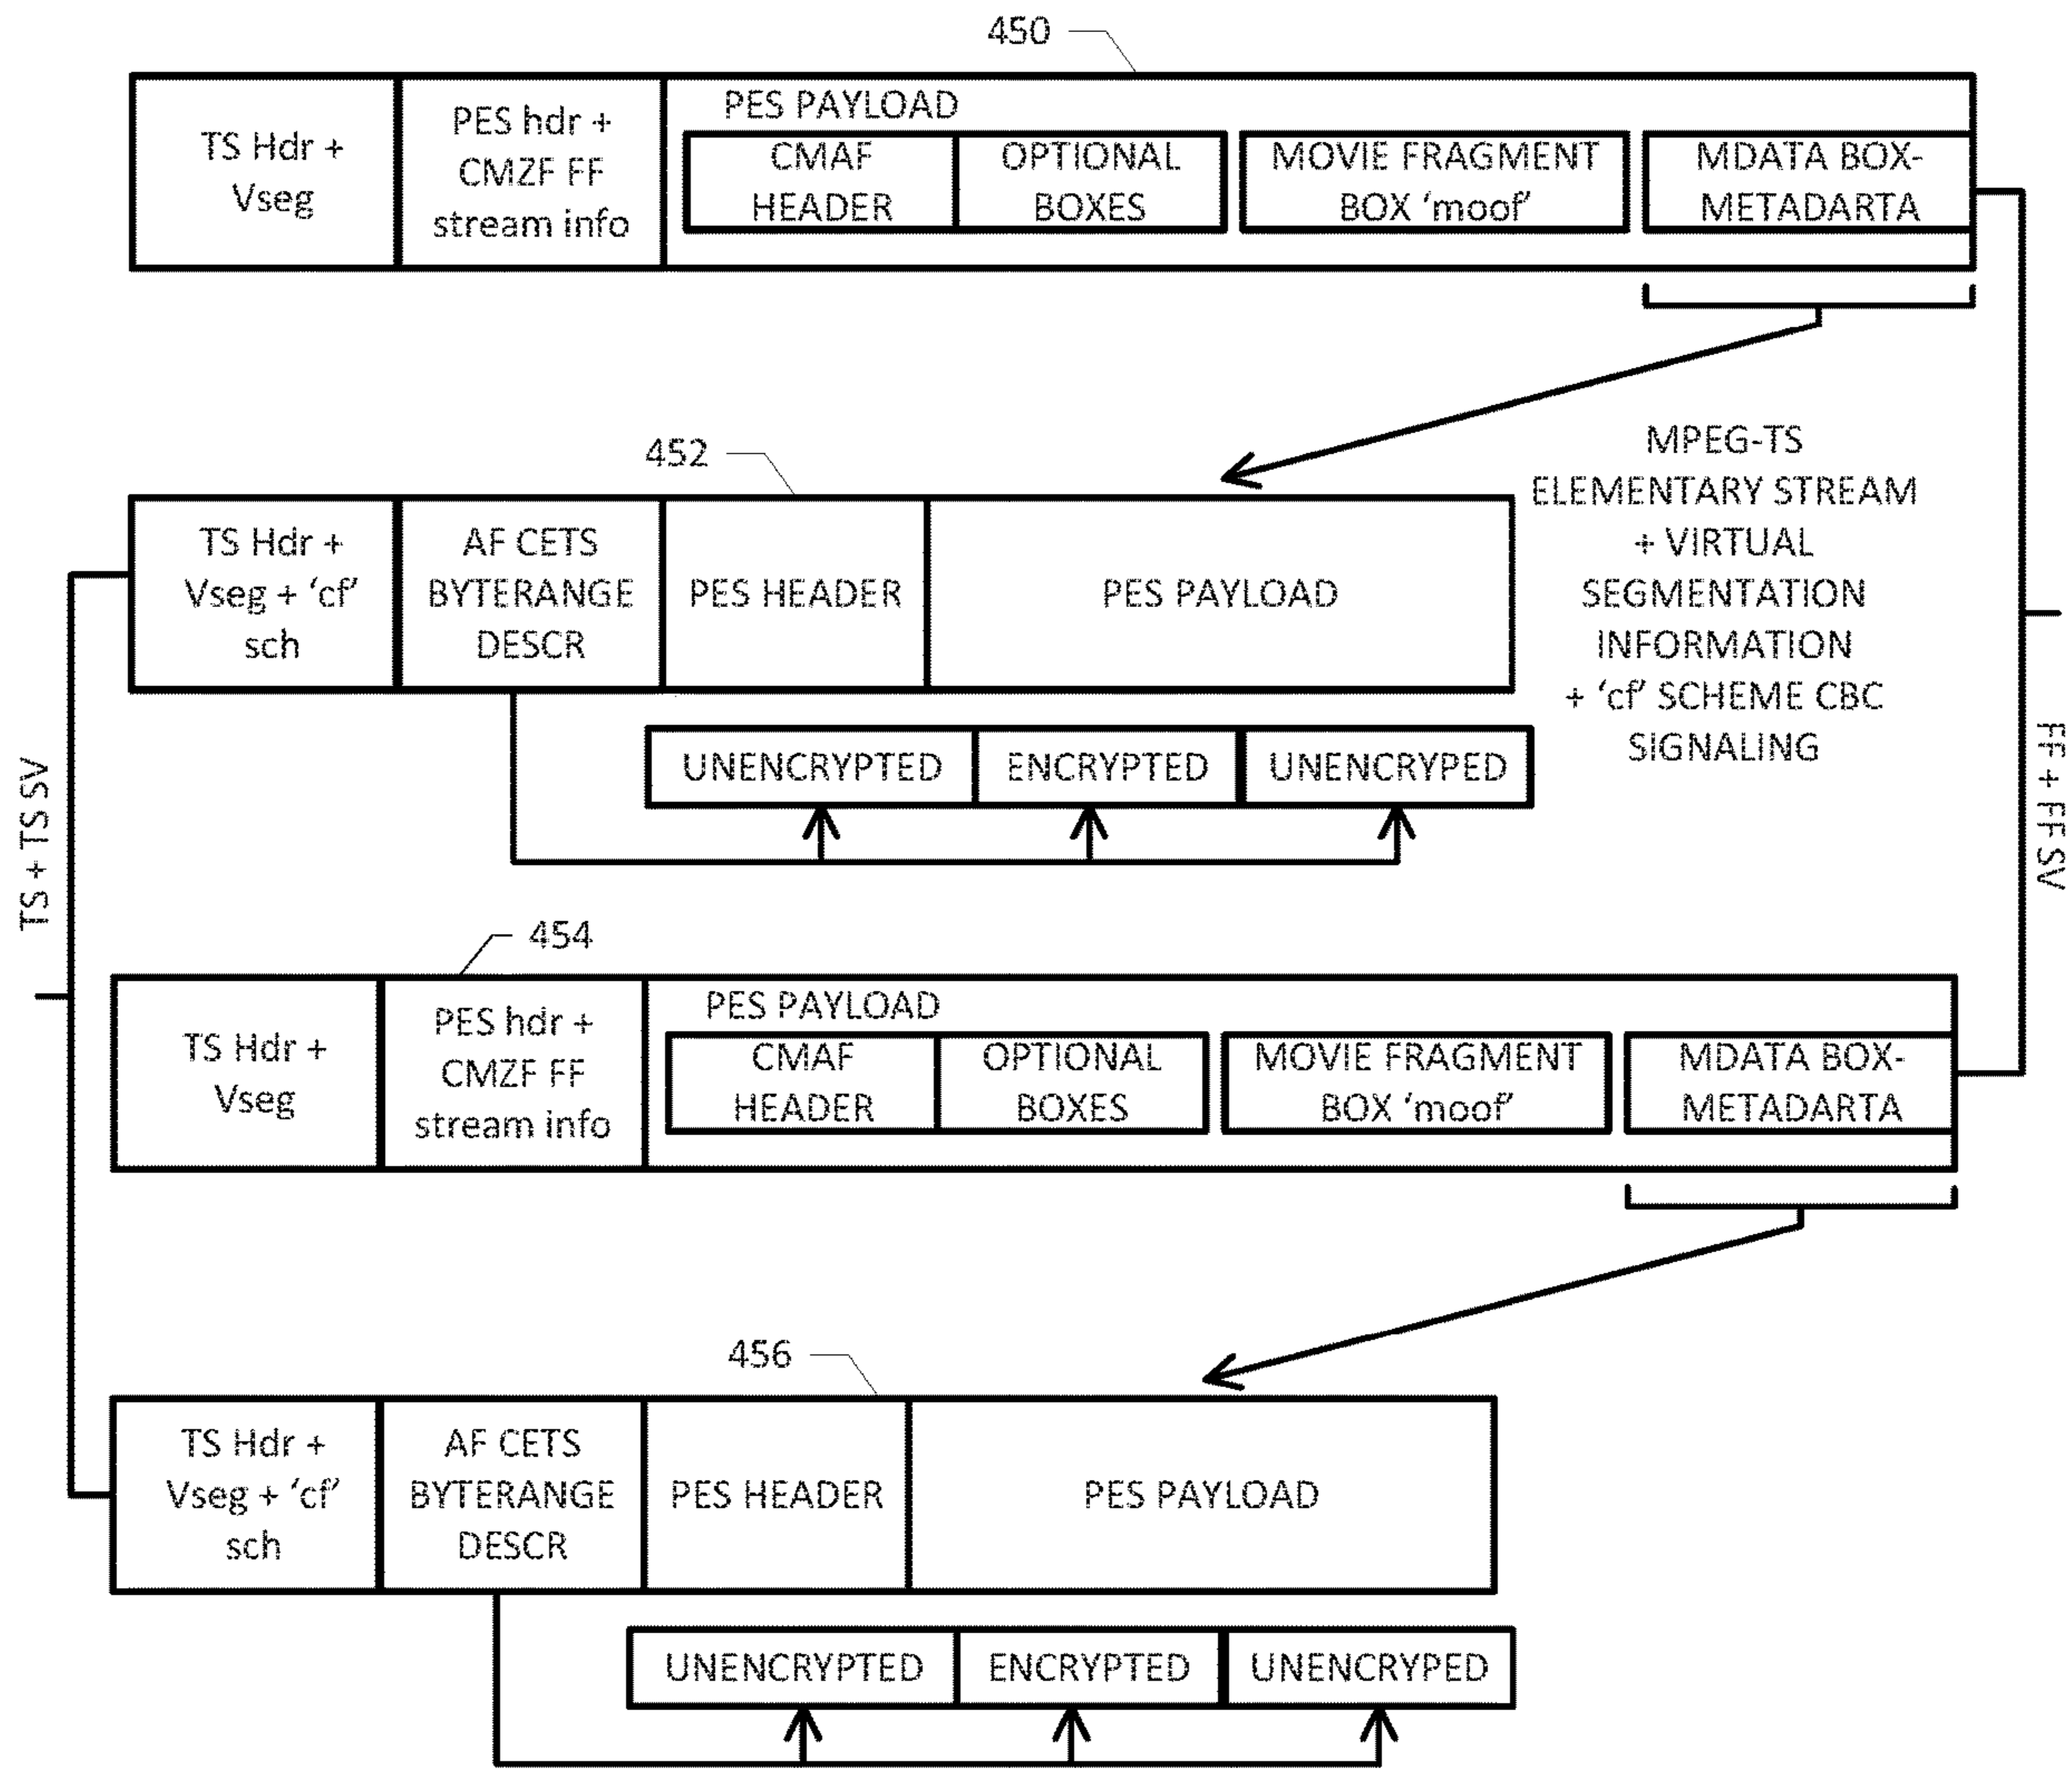 450
TS Hdr +
Vseg
PES hdr +
CMZF FF
stream info
PES PAYLOAD
CMAF
HEADER
OPTIONAL
BOXES
MOVIE FRAGMENT
BOX ‘moof’
MDATA BOX-
METADARTA
452
TS Hdr +
Vseg + ‘cf’
sch
AF CETS
BYTERANGE
DESCR
PES HEADER
PES PAYLOAD
MPEG-TS
ELEMENTARY STREAM
+ VIRTUAL
SEGMENTATION
INFORMATION
+ ‘cf’ SCHEME CBC
SIGNALING
UNENCRYPTED
ENCRYPTED
UNENCRYPED
TS + TS SV
FF + FF SV
454
TS Hdr +
Vseg
PES hdr +
CMZF FF
stream info
PES PAYLOAD
CMAF
HEADER
OPTIONAL
BOXES
MOVIE FRAGMENT
BOX ‘moof’
MDATA BOX-
METADARTA
456
TS Hdr +
Vseg + ‘cf’
sch
AF CETS
BYTERANGE
DESCR
PES HEADER
PES PAYLOAD
UNENCRYPTED
ENCRYPTED
UNENCRYPED